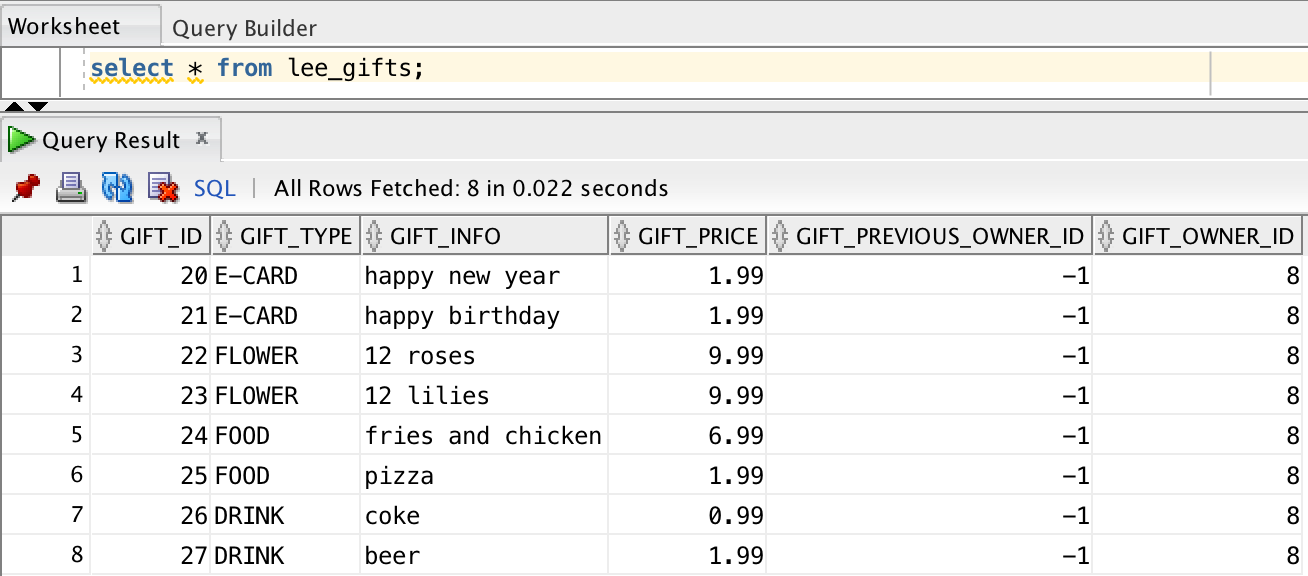 Worksheet Query Builder
select * from lee_gifts;
Query Result x
SQL | All Rows Fetched: 8 in 0.022 seconds
GIFT_ID GIFT_TYPE GIFT_INFO GIFT_PRICE GIFT_PREVIOUS_OWNER_ID GIFT_OWNER_ID
1 20 E-CARD happy new year 1.99 -1 8
2 21 E-CARD happy birthday 1.99 -1 8
3 22 FLOWER 12 roses 9.99 -1 8
4 23 FLOWER 12 lilies 9.99 -1 8
5 24 FOOD fries and chicken 6.99 -1 8
6 25 FOOD pizza 1.99 -1 8
7 26 DRINK coke 0.99 -1 8
8 27 DRINK beer 1.99 -1 8